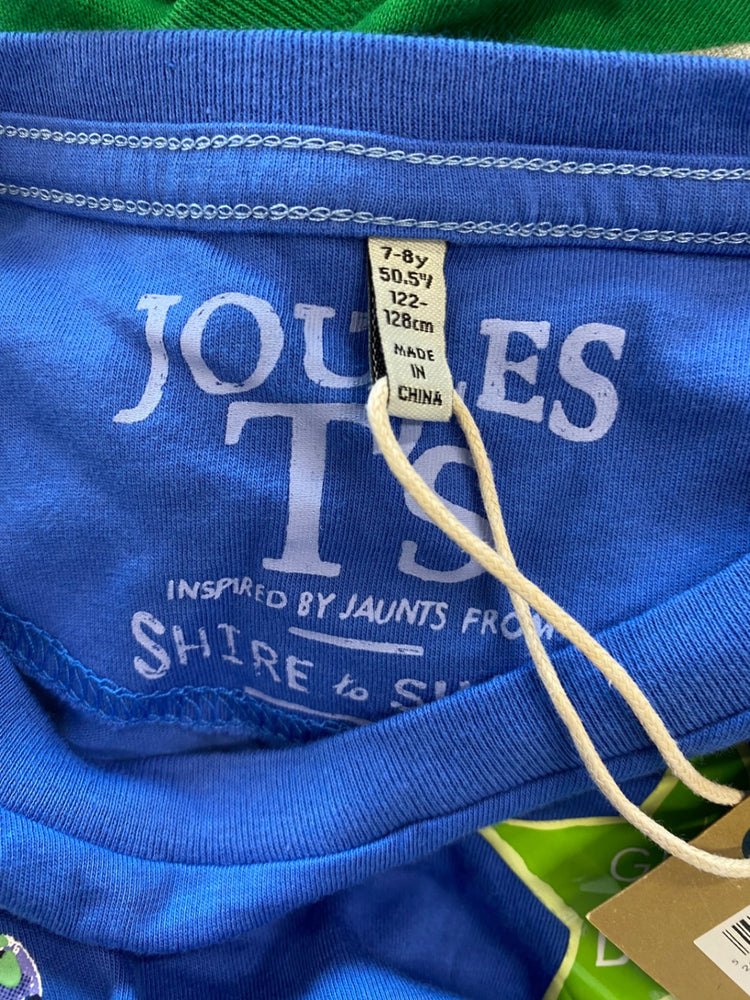 7-8y
50.5"/
122-
128cm
MADE
IN
CHINA
JOULES
T'S
INSPIRED BY JAUNTS FROM
SHIRE to